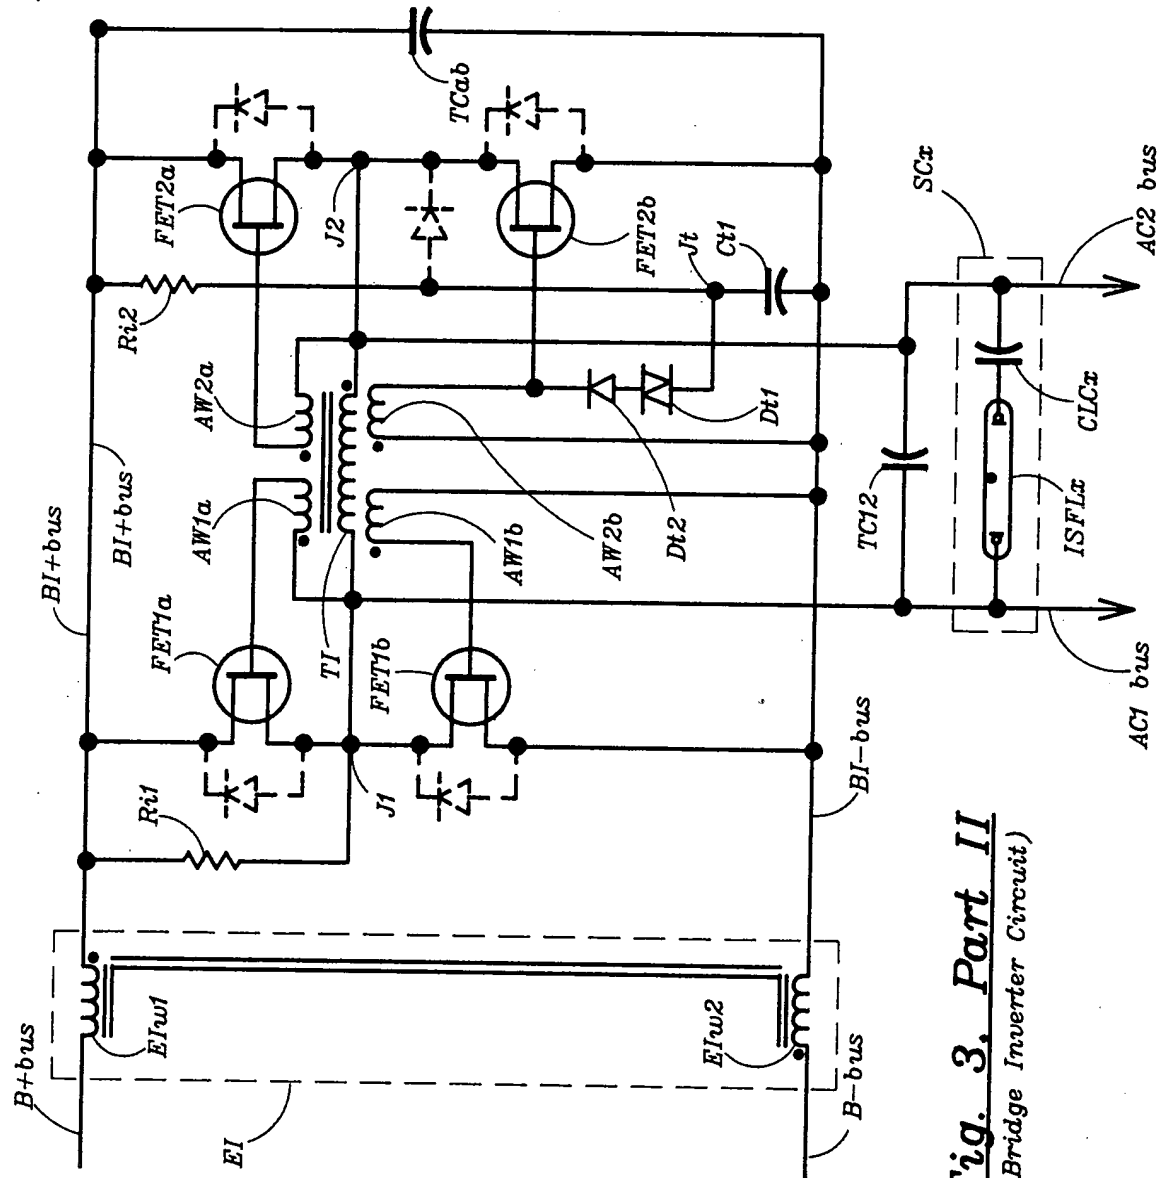 B+bus
BI+bus
BI+bus
Ri1
Ri2
EIw1
FET1a
FET2a
AW1a
AW2a
EI
TI
J2
J1
FET1b
TCab
AW1b
AW2b
FET2b
Dt2
Jt
EIw2
Ct1
Dt1
B-bus
BI-bus
TC12
SCx
ISFLx
CLCx
AC1 bus
AC2 bus
Fig. 3. Part II
Bridge Inverter Circuit)